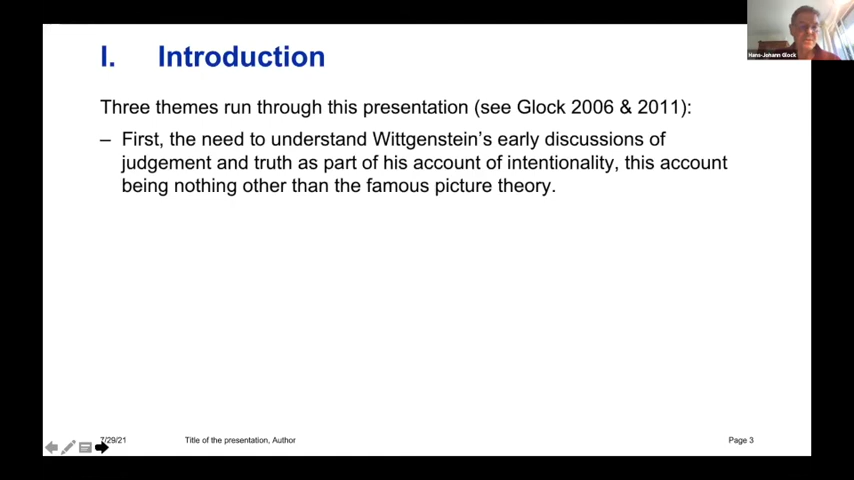 I. Introduction
Hans-Johann Glock
Three themes run through this presentation (see Glock 2006 & 2011):
– First, the need to understand Wittgenstein's early discussions of
judgement and truth as part of his account of intentionality, this account
being nothing other than the famous picture theory.
7/29/21
Title of the presentation, Author
Page 3